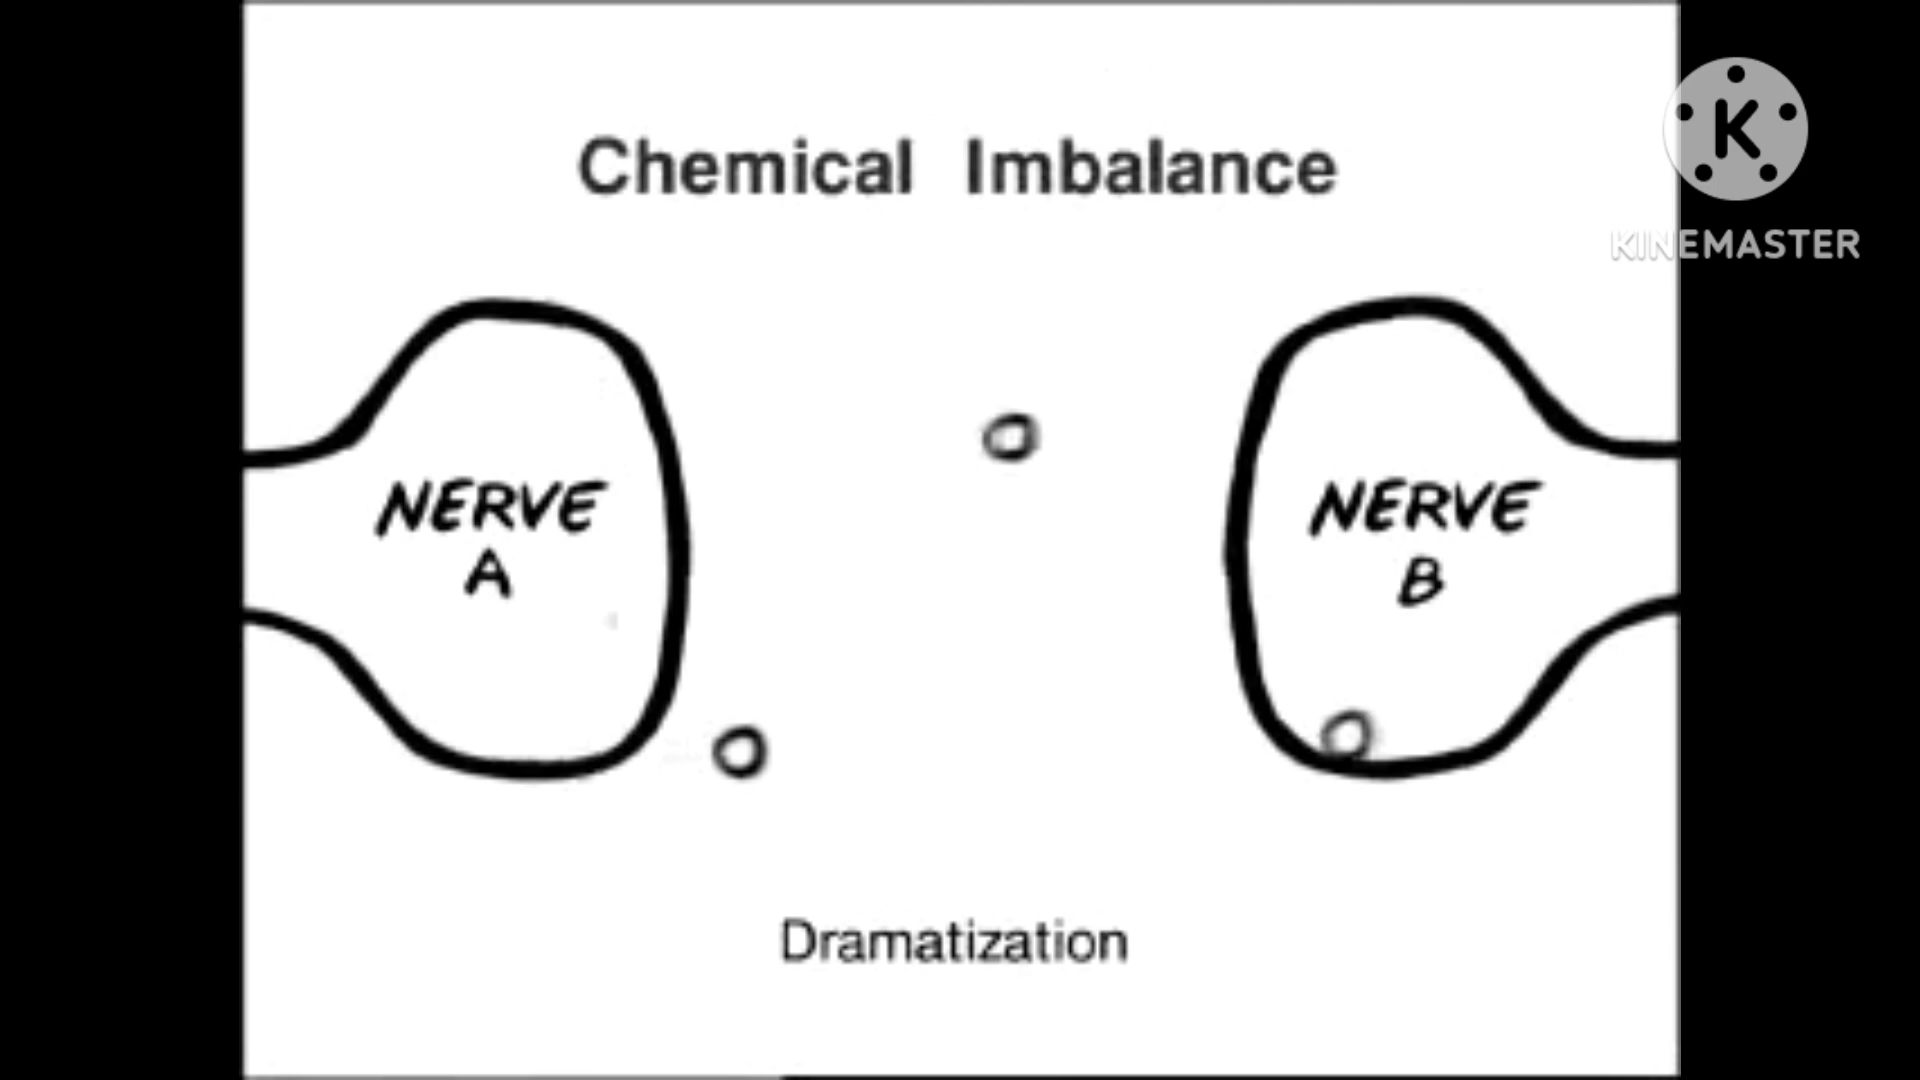 Chemical Imbalance
K
KINEMASTER
NERVE
A
NERVE
B
Dramatization